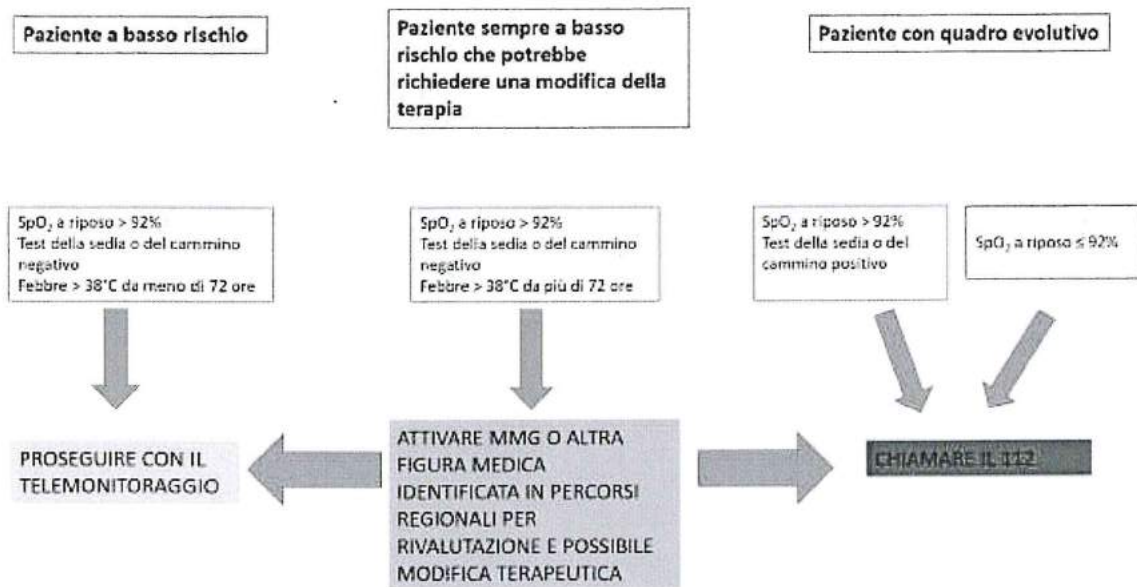 Paziente a basso rischio
Paziente sempre a basso
rischio che potrebbe
richiedere una modifica della
terapia
Paziente con quadro evolutivo
SpO₂ a riposo > 92%
Test della sedia o del cammino
negativo
Febbre > 38°C da meno di 72 ore
SpO₂ a riposo > 92%
Test della sedia o del cammino
negativo
Febbre > 38°C da più di 72 ore
SpO₂ a riposo > 92%
Test della sedia o del
cammino positivo
SpO₂ a riposo ≤ 92%
PROSEGUIRE CON IL
TELEMONITORAGGIO
ATTIVARE MMG O ALTRA
FIGURA MEDICA
IDENTIFICATA IN PERCORSI
REGIONALI PER
RIVALUTAZIONE E POSSIBILE
MODIFICA TERAPEUTICA
CHIAMARE IL 112